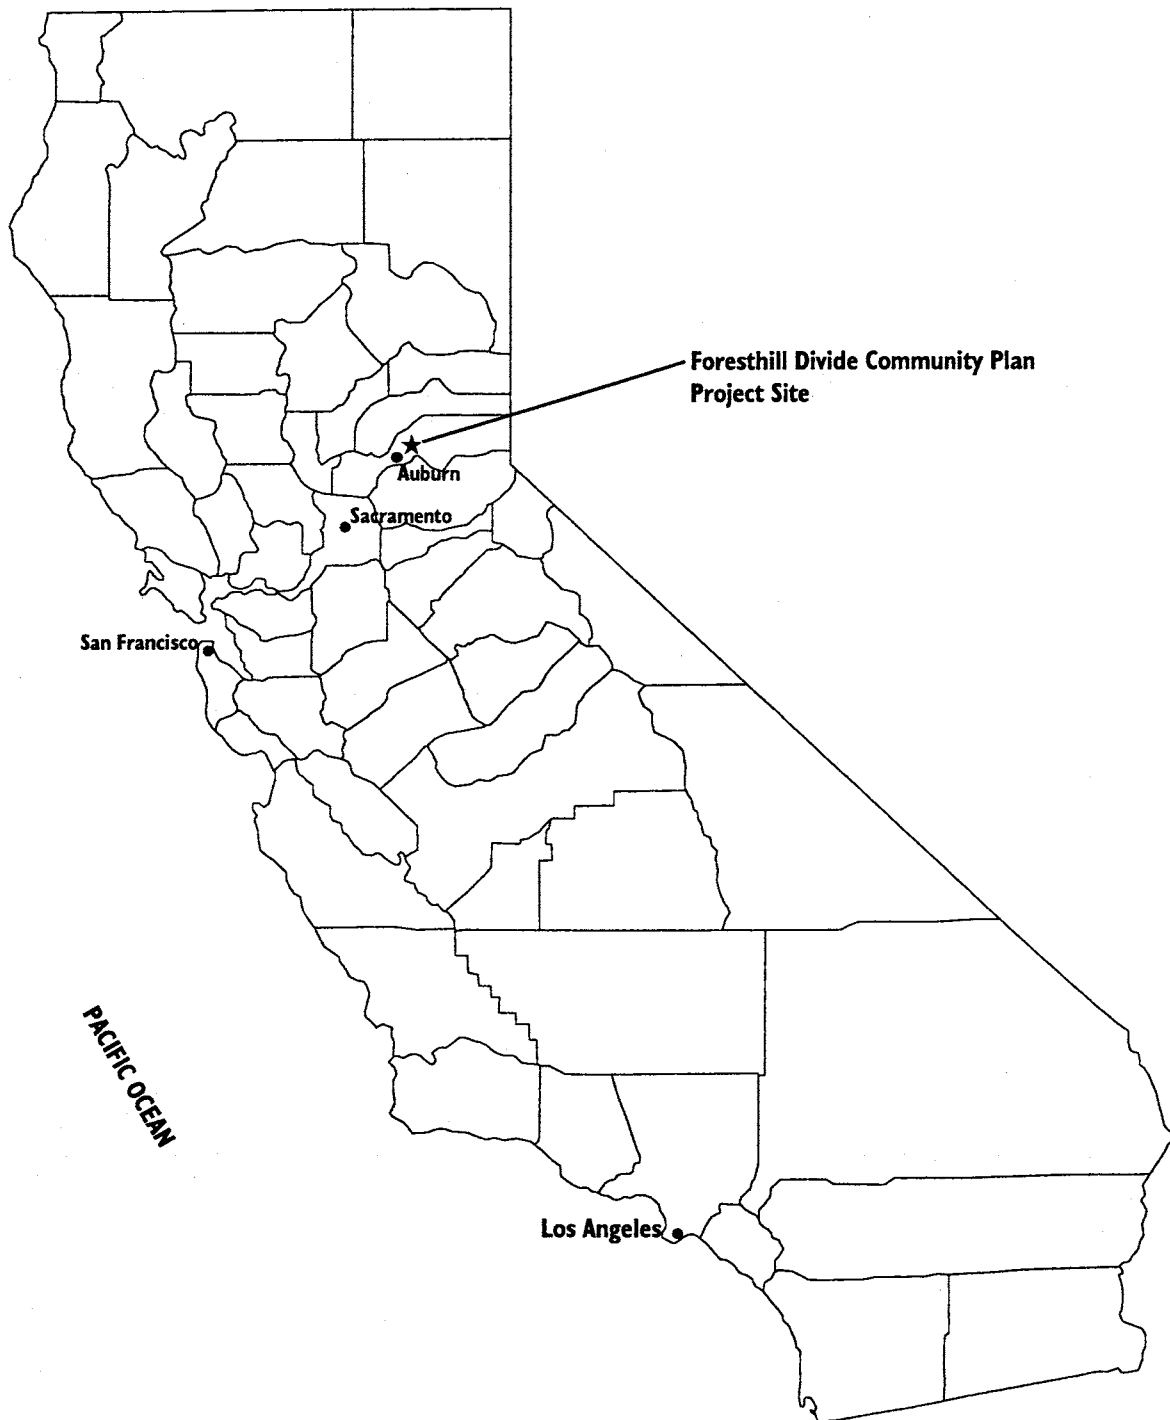 Foresthill Divide Community Plan
Project Site
Auburn
Sacramento
San Francisco
PACIFIC OCEAN
Los Angeles